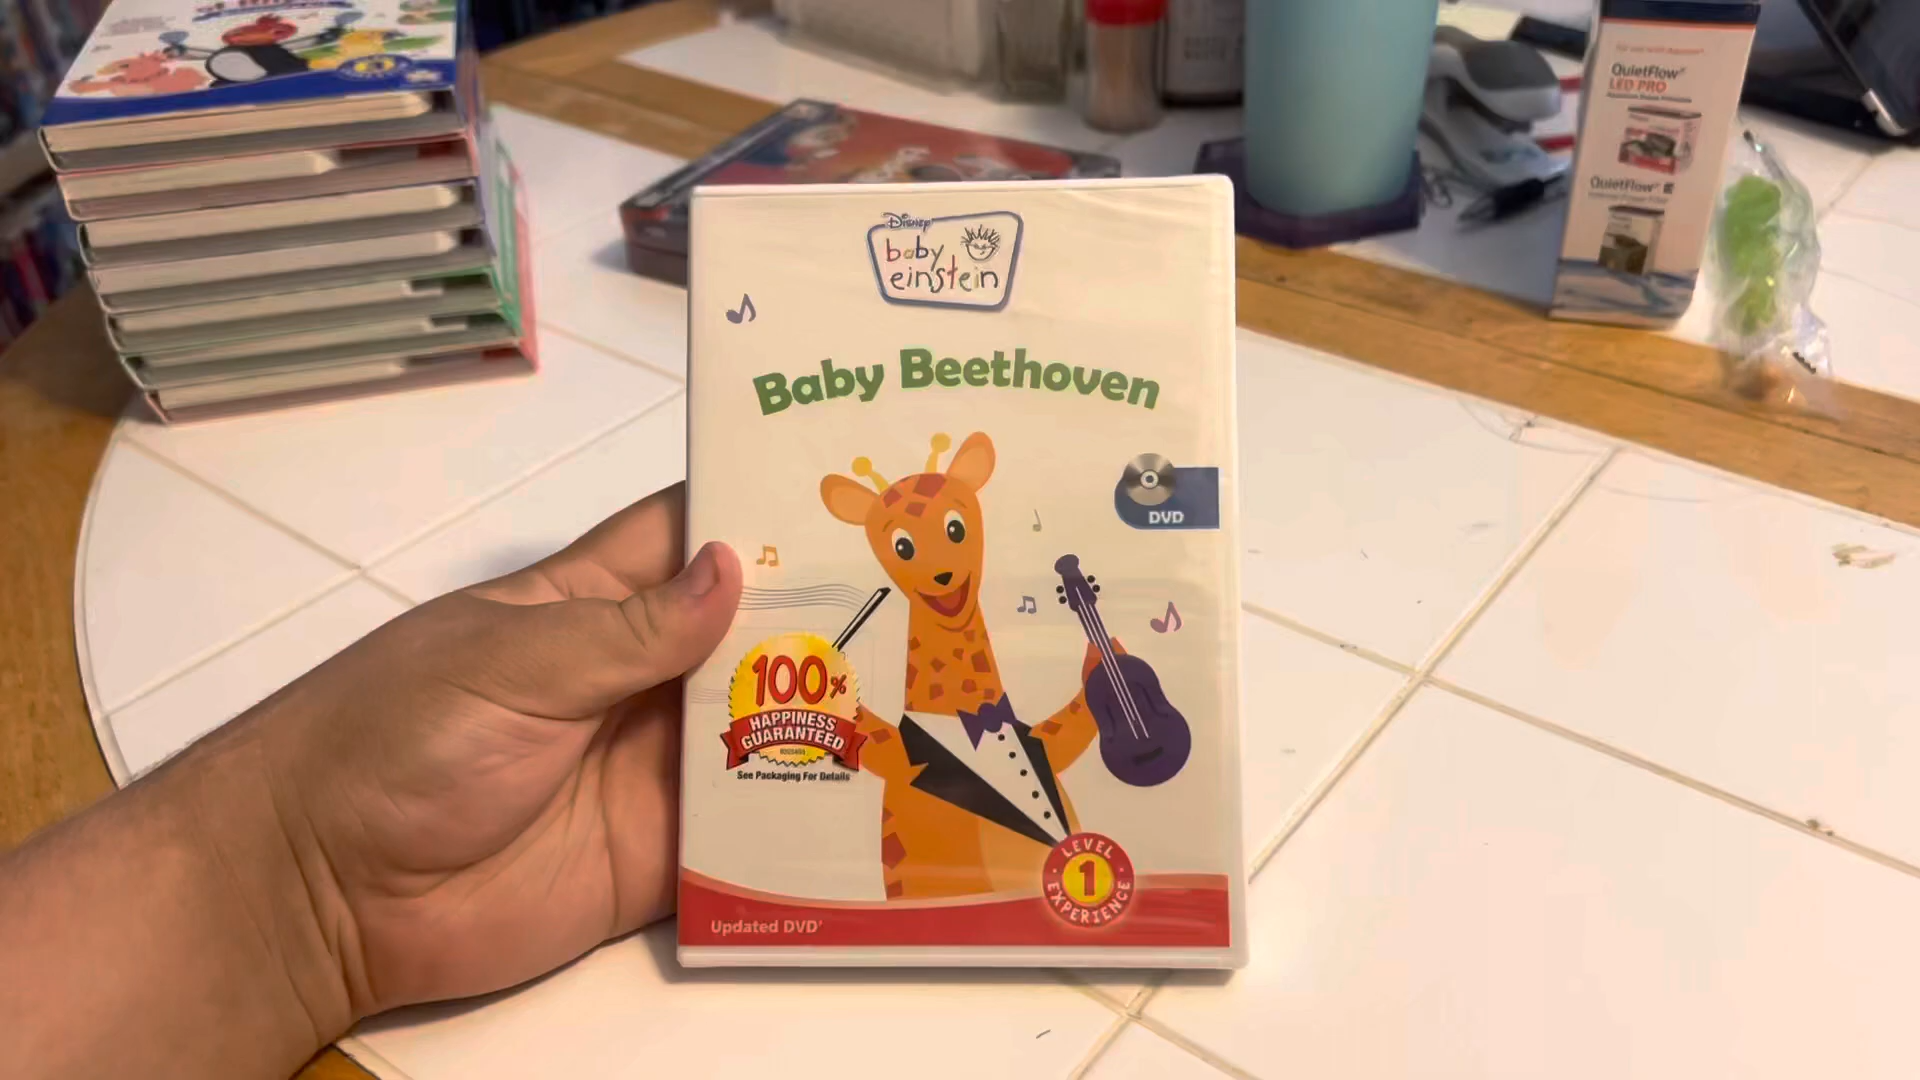 Disney
baby
einstein
Baby Beethoven
DVD
100%
HAPPINESS
GUARANTEED
See Packaging For Details
LEVEL
1
EXPERIENCE
Updated DVD*
QuietFlow
LED PRO
QuietFlow